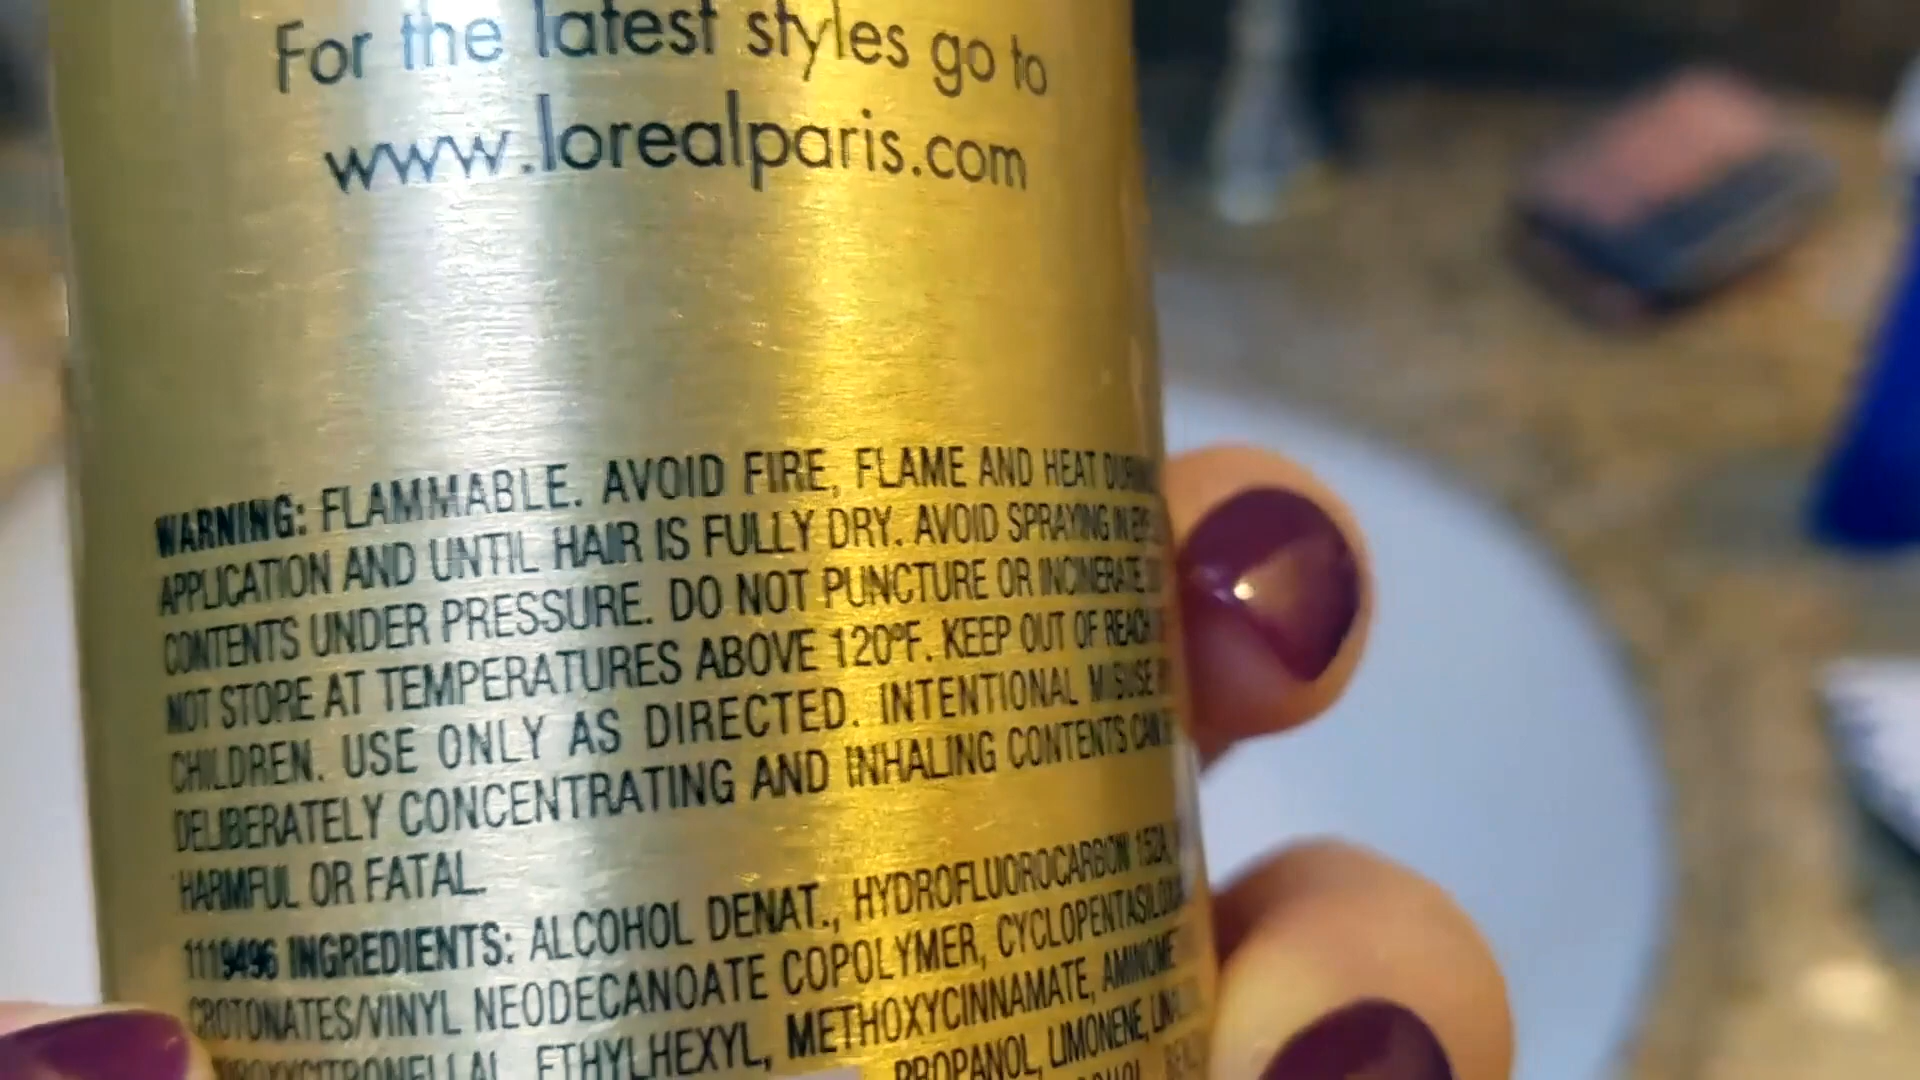 For the latest styles go to
www.lorealparis.com
WARNING: FLAMMABLE. AVOID FIRE, FLAME AND HEAT DURING
APPLICATION AND UNTIL HAIR IS FULLY DRY. AVOID SPRAYING IN
CONTENTS UNDER PRESSURE. DO NOT PUNCTURE OR INCINERATE.
NOT STORE AT TEMPERATURES ABOVE 120°F. KEEP OUT OF REACH
CHILDREN. USE ONLY AS DIRECTED. INTENTIONAL MISUSE
DELIBERATELY CONCENTRATING AND INHALING CONTENTS CAN
HARMFUL OR FATAL.
1119496 INGREDIENTS: ALCOHOL DENAT., HYDROFLUOROCARBON 152A,
CROTONATES/VINYL NEODECANOATE COPOLYMER,
ETHYLHEXYL, METHOXYCINNAMATE,
PROPANOL, LIMONENE,